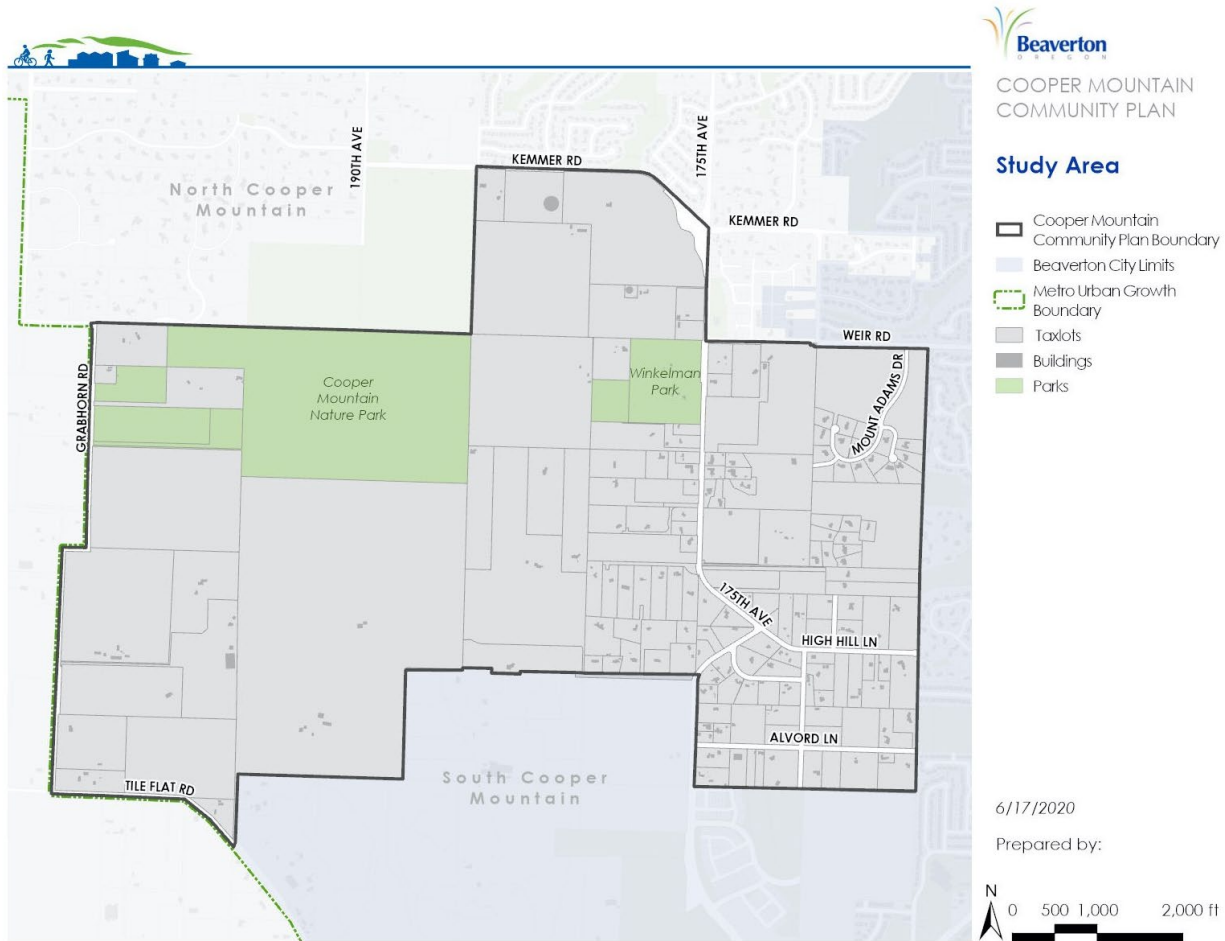 Beaverton
OREGON
COOPER MOUNTAIN
COMMUNITY PLAN
Study Area
Cooper Mountain
Community Plan Boundary
Beaverton City Limits
Metro Urban Growth
Boundary
Taxlots
Buildings
Parks
6/17/2020
Prepared by:
N
0 500 1,000 2,000 ft
KEMMER RD
190TH AVE
175TH AVE
North Cooper
Mountain
KEMMER RD
WEIR RD
GRABHORN RD
Cooper
Mountain
Nature Park
Winkelman
Park
MOUNT ADAMS DR
175TH AVE
HIGH HILL LN
ALVORD LN
TILE FLAT RD
South Cooper
Mountain